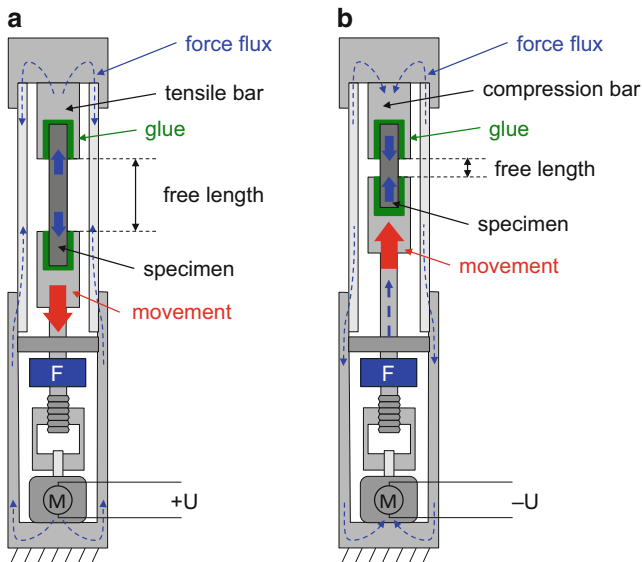 a
force flux
tensile bar
glue
free length
specimen
movement
F
M
+U
b
force flux
compression bar
glue
free length
specimen
movement
F
M
–U